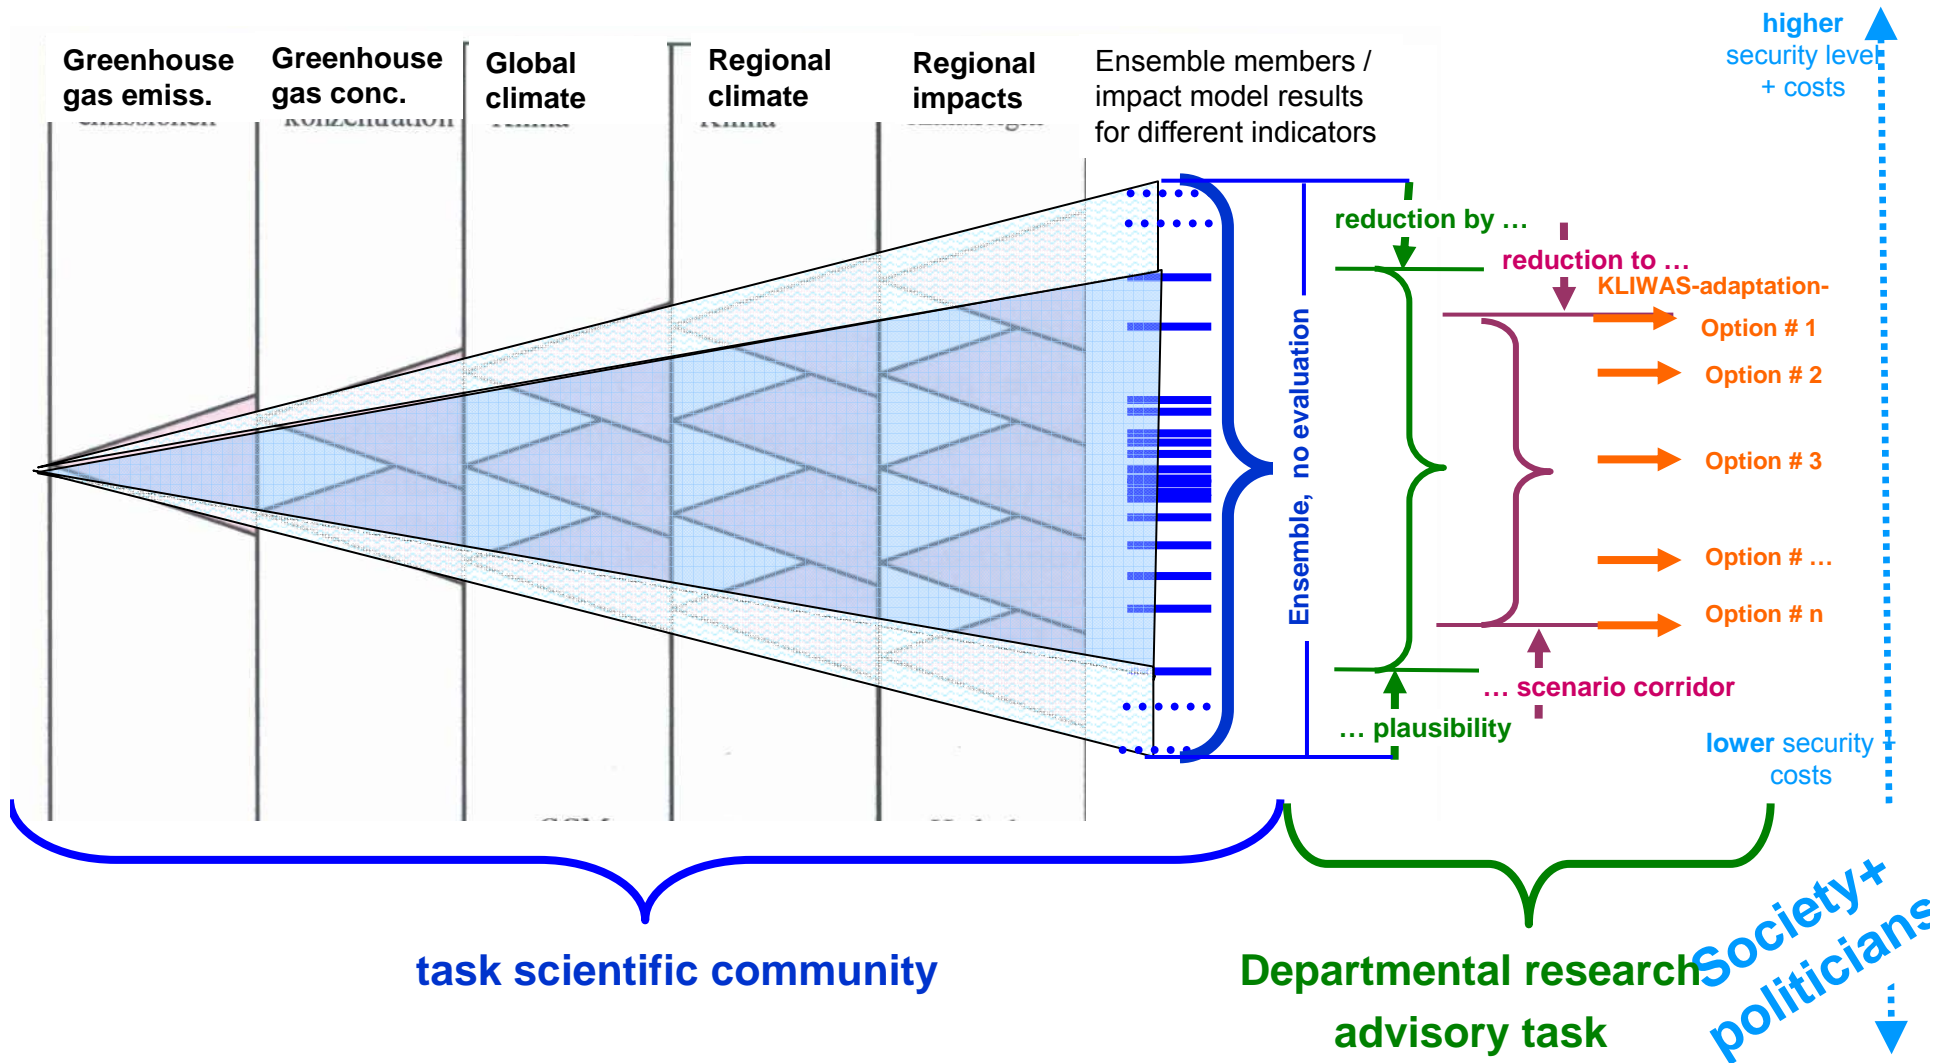 Greenhouse
gas emiss.
Greenhouse
gas conc.
Global
climate
Regional
climate
Regional
impacts
Ensemble members /
impact model results
for different indicators
konzentration
reduction by …
reduction to …
KLIWAS-adaptation-
Option # 1
Option # 2
Option # 3
Option # …
Option # n
Ensemble, no evaluation
… scenario corridor
… plausibility
higher
security level
+ costs
lower security +
costs
task scientific community
Departmental research
advisory task
Society+
politicians